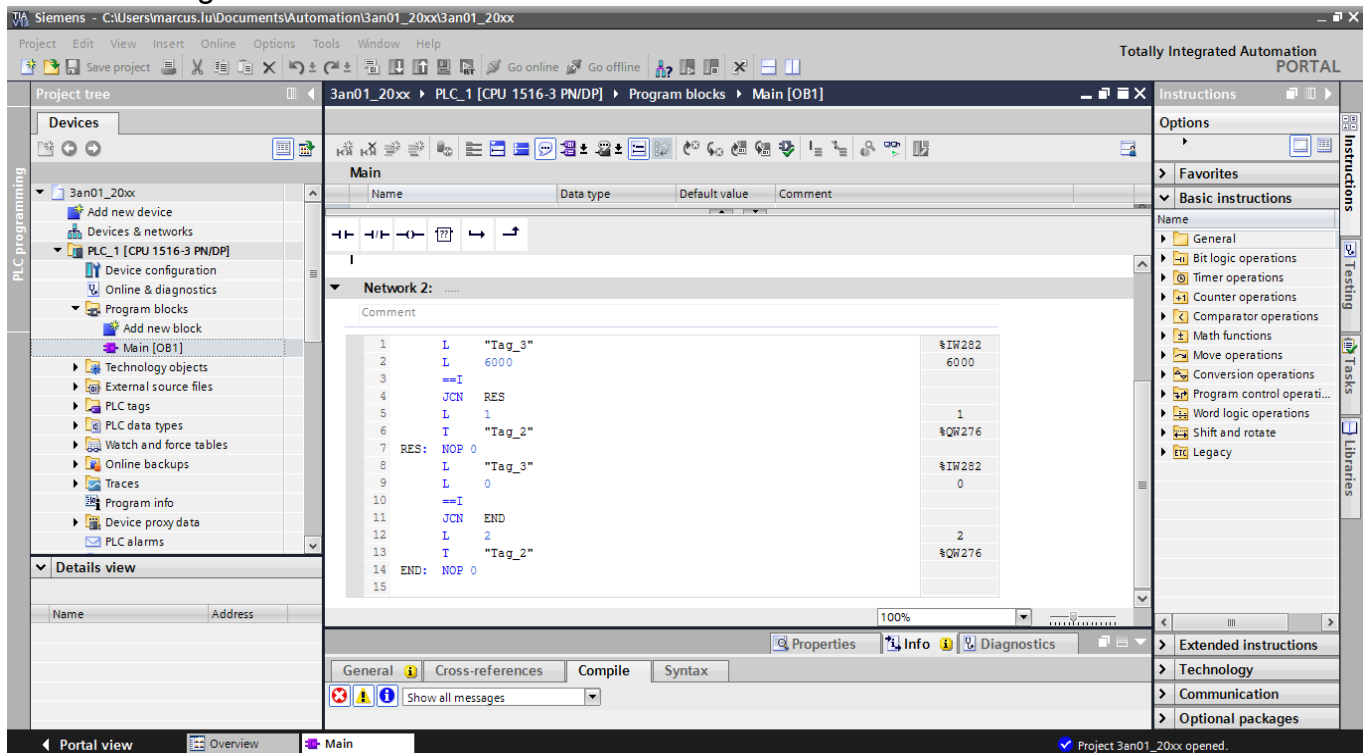 Siemens - C:\Users\marcus.lu\Documents\Automation\3an01_20xx\3an01_20xx
Project Edit View Insert Online Options Tools Window Help
Totally Integrated Automation
PORTAL
Save project Go online Go offline
Project tree
3an01_20xx PLC_1 [CPU 1516-3 PN/DP] Program blocks Main [OB1]
Instructions
Devices
Options
Main
Name Data type Default value Comment
PLC programming
3an01_20xx
Add new device
Devices & networks
PLC_1 [CPU 1516-3 PN/DP]
Device configuration
Online & diagnostics
Program blocks
Add new block
Main [OB1]
Technology objects
External source files
PLC tags
PLC data types
Watch and force tables
Online backups
Traces
Program info
Device proxy data
PLC alarms
Details view
Name Address
??
Network 2: .....
Comment
1 L "Tag_3" %IW282
2 L 6000 6000
3 ==I
4 JCN RES
5 L 1 1
6 T "Tag_2" %QW276
7 RES: NOP 0
8 L "Tag_3" %IW282
9 L 0 0
10 ==I
11 JCN END
12 L 2 2
13 T "Tag_2" %QW276
14 END: NOP 0
15
100%
Properties Info Diagnostics
General Cross-references Compile Syntax
Show all messages
Favorites
Basic instructions
Name
General
Bit logic operations
Timer operations
Counter operations
Comparator operations
Math functions
Move operations
Conversion operations
Program control operati...
Word logic operations
Shift and rotate
Legacy
Extended instructions
Technology
Communication
Optional packages
Instructions
Testing
Tasks
Libraries
Portal view Overview Main
Project 3an01_20xx opened.